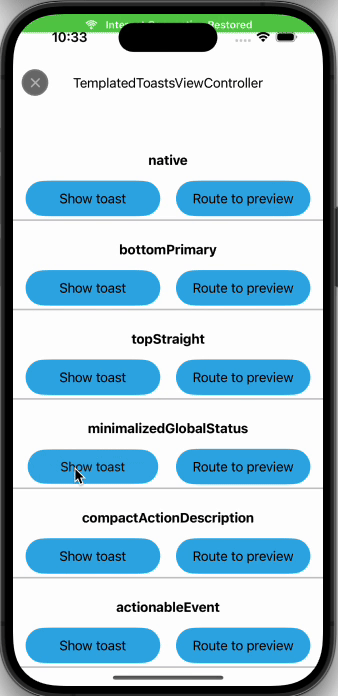 Restored
10:33
TemplatedToastsViewController
native
Show toast Route to preview
bottomPrimary
Show toast Route to preview
topStraight
Show toast Route to preview
minimalizedGlobalStatus
Show toast Route to preview
compactActionDescription
Show toast Route to preview
actionableEvent
Show toast Route to preview